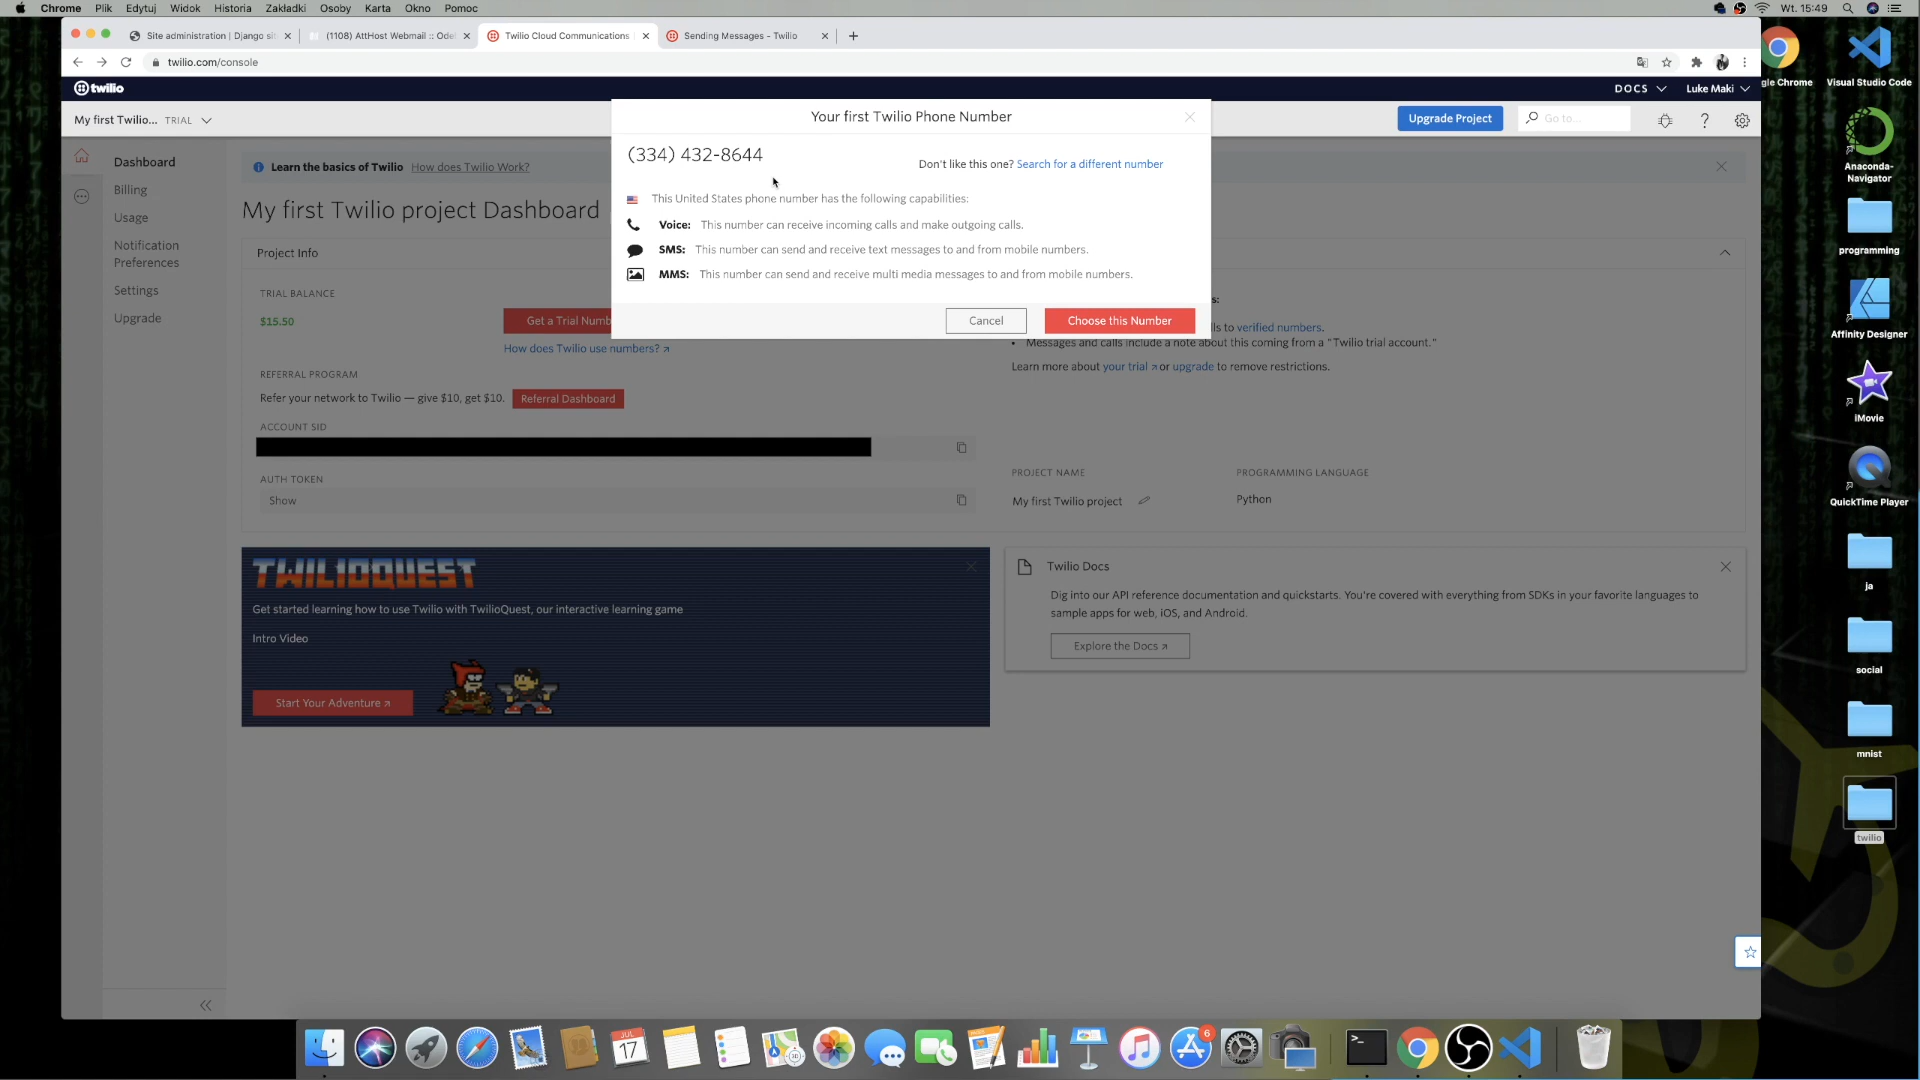 Chrome Plik Edytuj Widok Historia Zakładki Osoby Karta Okno Pomoc
Wt. 15:49
Site administration | Django si
(1108) AttHost Webmail :: Ode
Twilio Cloud Communications
Sending Messages - Twilio
twilio.com/console
twilio
DOCS
Luke Maki
My first Twilio... TRIAL
Upgrade Project
Go to...
Dashboard
Billing
Usage
Notification
Preferences
Settings
Upgrade
Learn the basics of Twilio How does Twilio Work?
My first Twilio project Dashboard
Project Info
TRIAL BALANCE
$15.50
Get a Trial Numb
How does Twilio use numbers?
REFERRAL PROGRAM
Refer your network to Twilio — give $10, get $10. Referral Dashboard
ACCOUNT SID
AUTH TOKEN
Show
Your first Twilio Phone Number
(334) 432-8644
Don't like this one? Search for a different number
This United States phone number has the following capabilities:
Voice: This number can receive incoming calls and make outgoing calls.
SMS: This number can send and receive text messages to and from mobile numbers.
MMS: This number can send and receive multi media messages to and from mobile numbers.
Cancel
Choose this Number
s:
lls to verified numbers.
Messages and calls include a note about this coming from a "Twilio trial account."
Learn more about your trial or upgrade to remove restrictions.
PROJECT NAME
My first Twilio project
PROGRAMMING LANGUAGE
Python
TWILIOQUEST
Get started learning how to use Twilio with TwilioQuest, our interactive learning game
Intro Video
Start Your Adventure
Twilio Docs
Dig into our API reference documentation and quickstarts. You're covered with everything from SDKs in your favorite languages to
sample apps for web, iOS, and Android.
Explore the Docs
gle Chrome
Visual Studio Code
Anaconda-
Navigator
programming
Affinity Designer
iMovie
QuickTime Player
ja
social
mnist
twilio
JUL
17
6